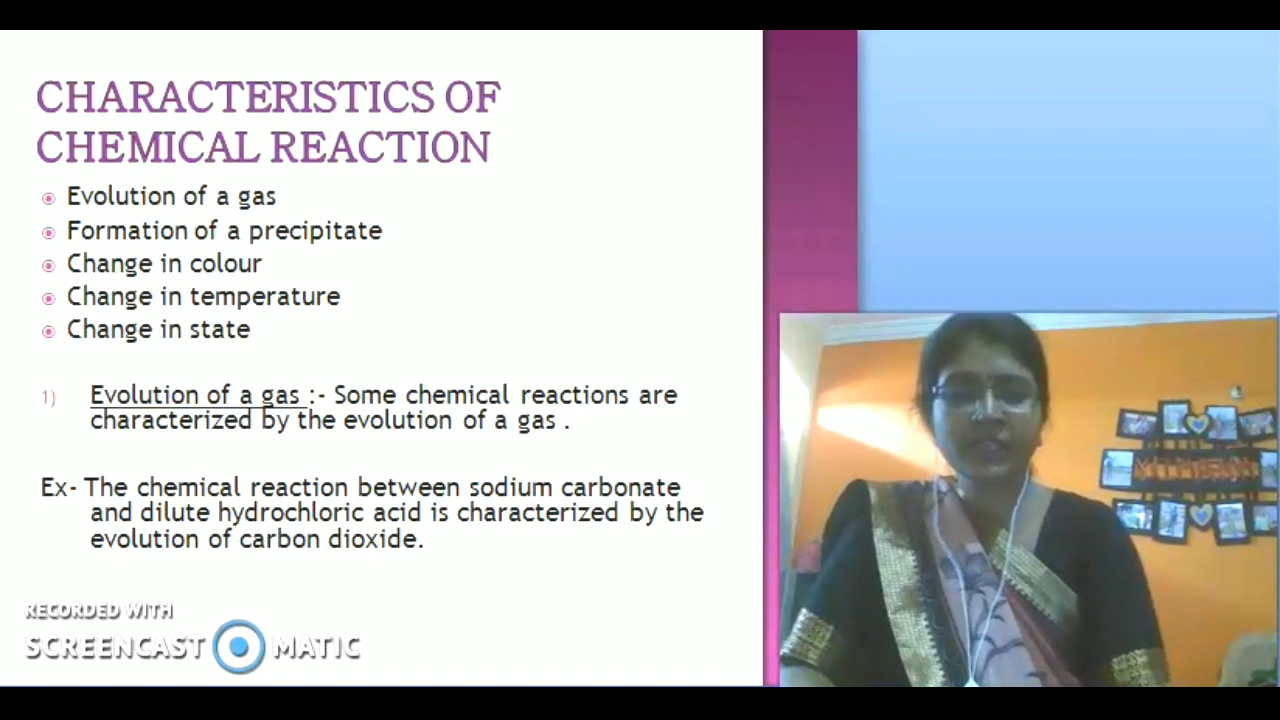 CHARACTERISTICS OF
CHEMICAL REACTION
Evolution of a gas
Formation of a precipitate
Change in colour
Change in temperature
Change in state
1) Evolution of a gas :- Some chemical reactions are
characterized by the evolution of a gas .
Ex- The chemical reaction between sodium carbonate
and dilute hydrochloric acid is characterized by the
evolution of carbon dioxide.
RECORDED WITH
SCREENCAST MATIC